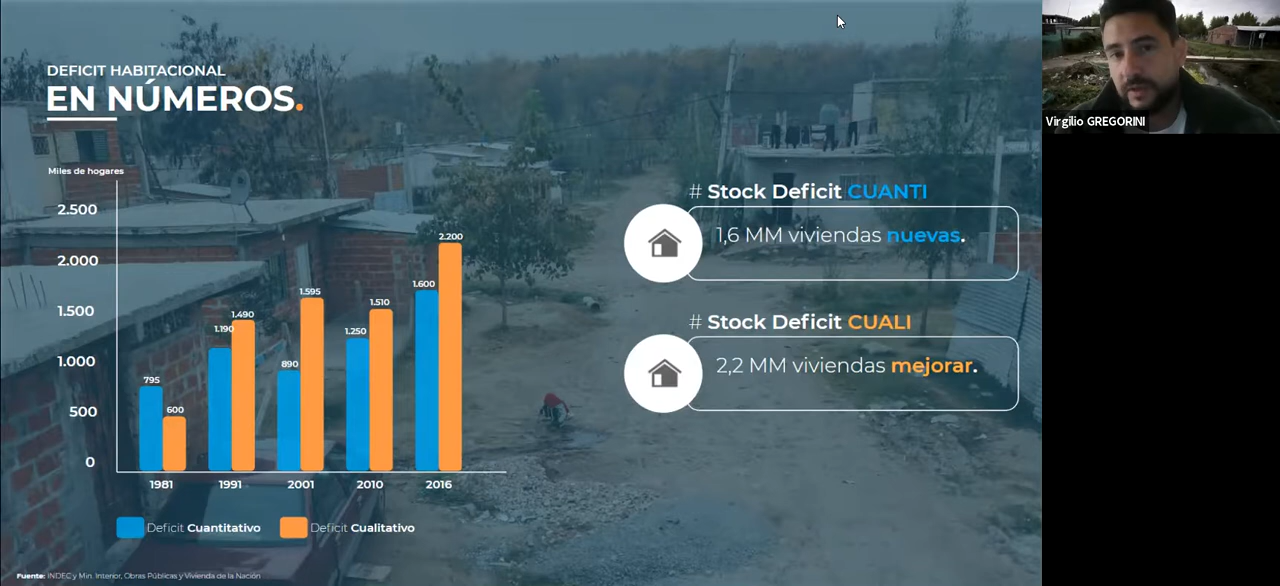 DEFICIT HABITACIONAL
EN NÚMEROS.
Miles de hogares
2.500
2.000
1.500
1.000
500
0
795
600
1.190
1.490
890
1.595
1.250
1.510
1.600
2.200
1981
1991
2001
2010
2016
Deficit Cuantitativo
Deficit Cualitativo
Fuente: INDEC y Min. Interior, Obras Públicas y Vivienda de la Nación
# Stock Deficit CUANTI
1,6 MM viviendas nuevas.
# Stock Deficit CUALI
2,2 MM viviendas mejorar.
Virgilio GREGORINI